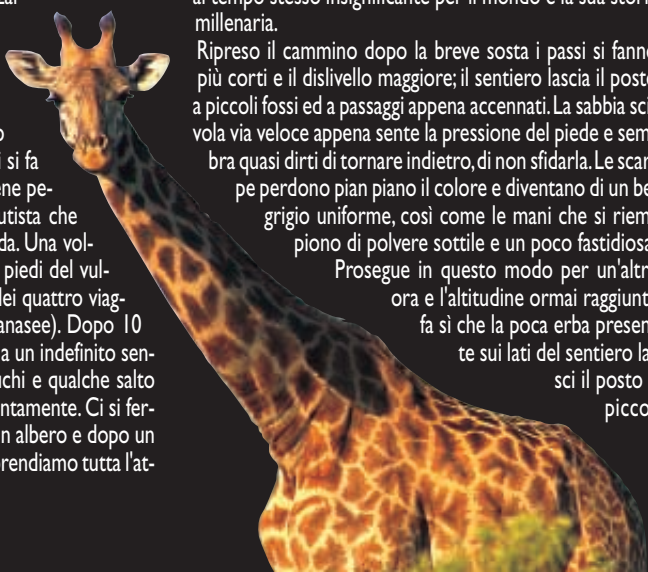 o
i si fa
ene pe-
utista che
da. Una vol-
piedi del vul-
lei quattro viag-
anasee). Dopo 10
a un indefinito sen-
uchi e qualche salto
ntamente. Ci si fer-
n albero e dopo un
rendiamo tutta l'at-
al tempo stesso insignificante per il mondo e la sua stori
millenaria.
Ripreso il cammino dopo la breve sosta i passi si fanno
più corti e il dislivello maggiore; il sentiero lascia il posto
a piccoli fossi ed a passaggi appena accennati. La sabbia sci
vola via veloce appena sente la pressione del piede e sem
bra quasi dirti di tornare indietro, di non sfidarla. Le scar
pe perdono pian piano il colore e diventano di un be
grigio uniforme, così come le mani che si riem
piono di polvere sottile e un poco fastidiosa
Prosegue in questo modo per un'altr
ora e l'altitudine ormai raggiunt
fa sì che la poca erba presen
te sui lati del sentiero la
sci il posto
picco